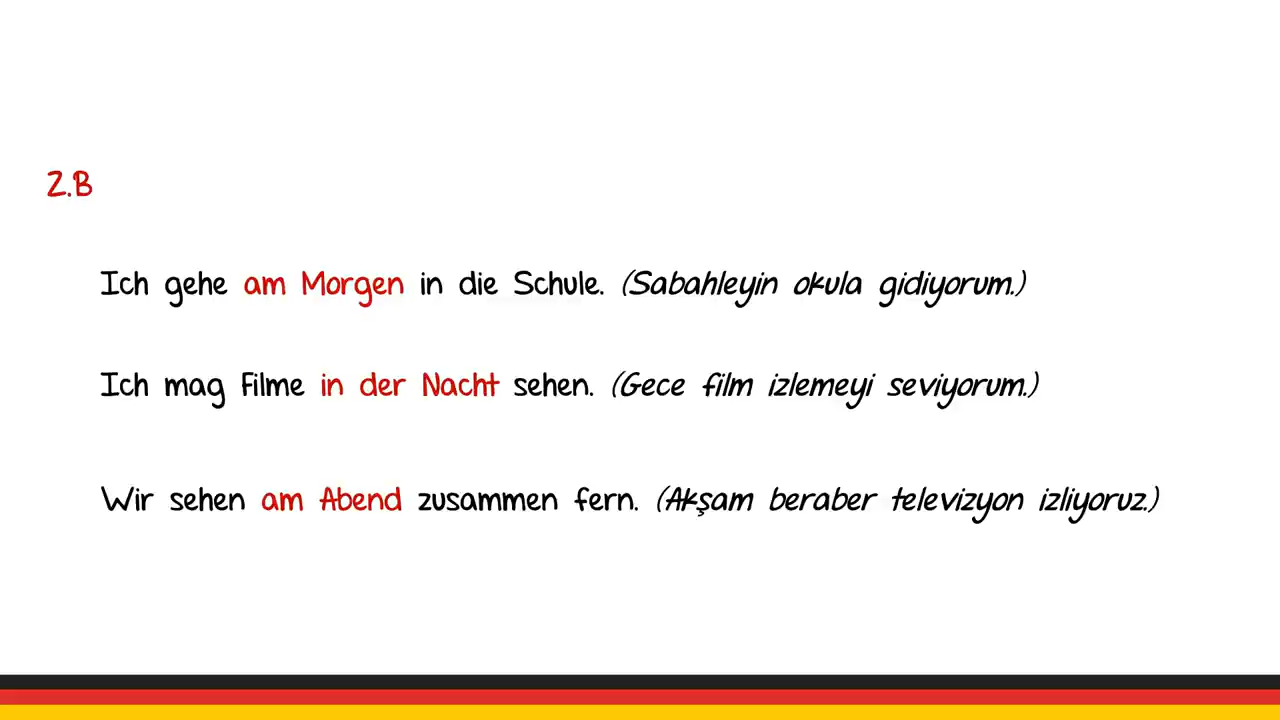 Z.B
Ich gehe am Morgen in die Schule. (Sabahleyin okula gidiyorum.)
Ich mag Filme in der Nacht sehen. (Gece film izlemeyi seviyorum.)
Wir sehen am Abend zusammen fern. (Akşam beraber televizyon izliyoruz.)